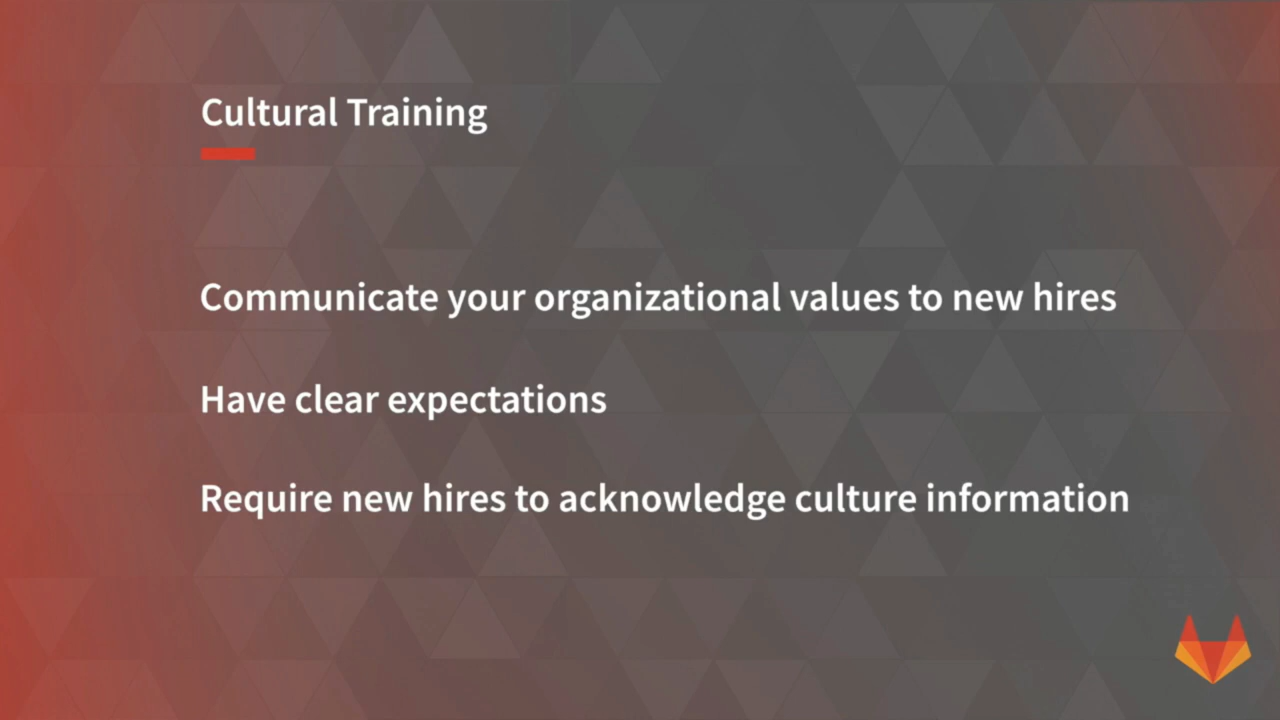 Cultural Training
Communicate your organizational values to new hires
Have clear expectations
Require new hires to acknowledge culture information